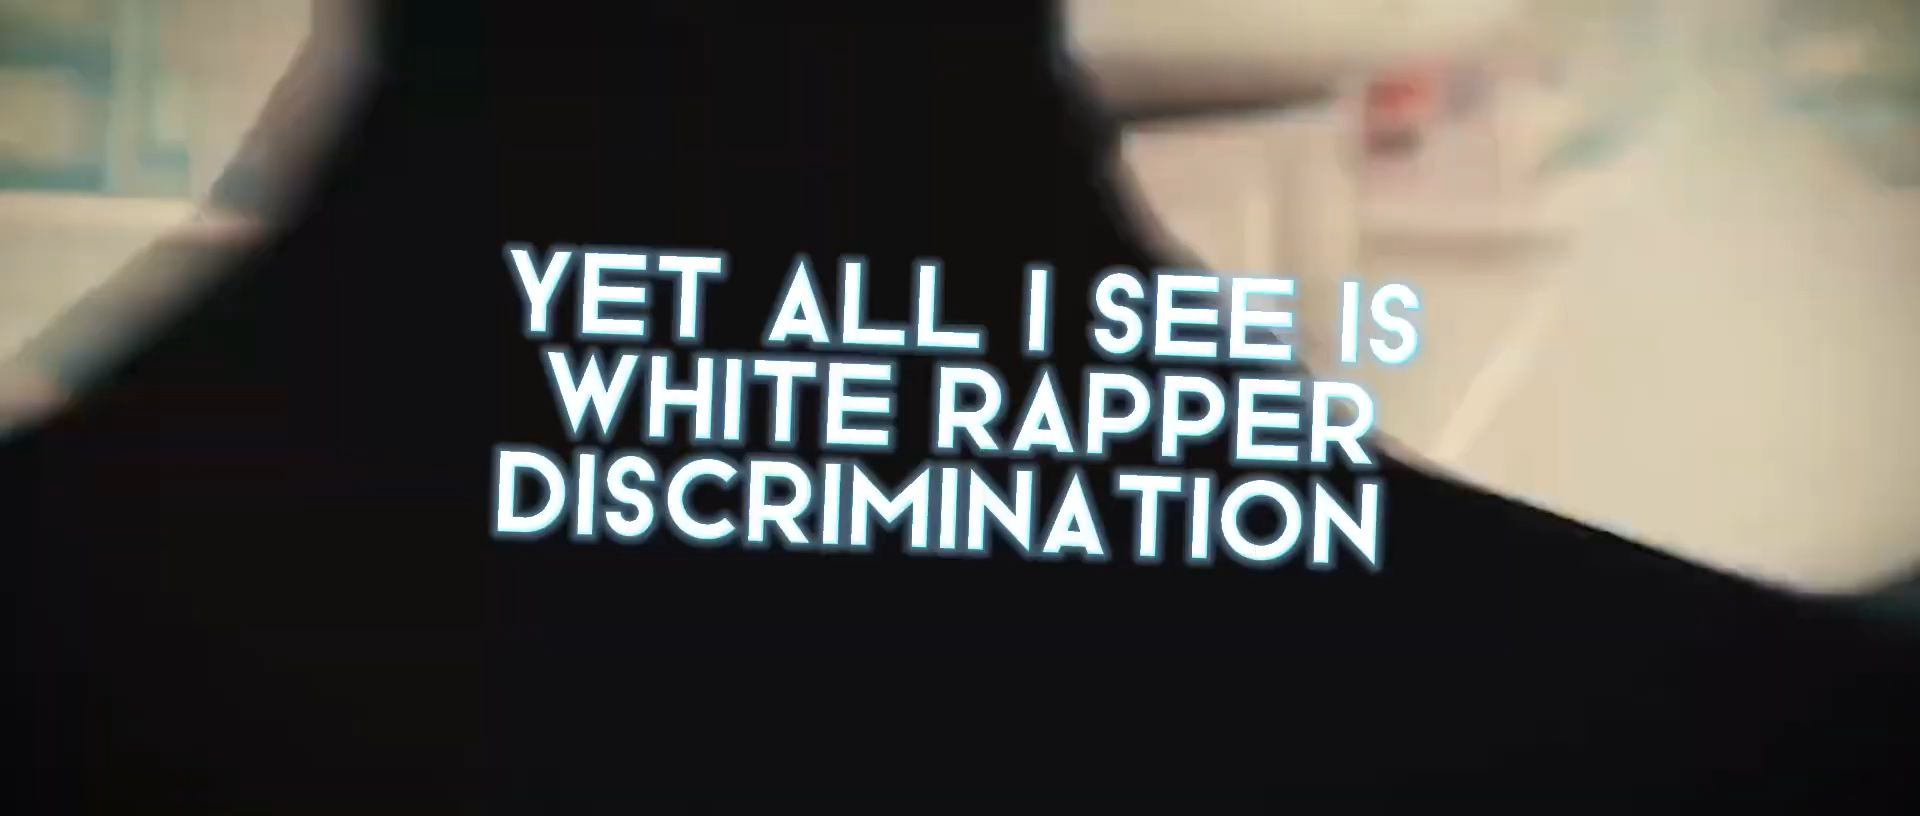 YET ALL I SEE IS
WHITE RAPPER
DISCRIMINATION